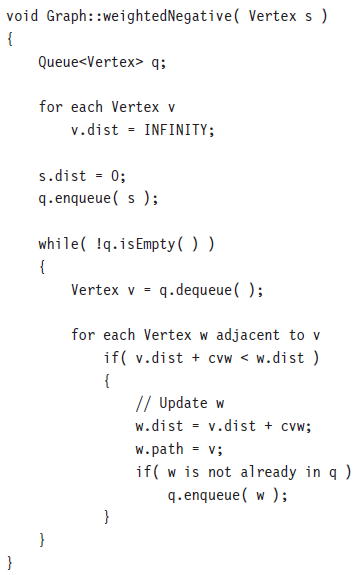 void Graph::weightedNegative( Vertex s )
{
    Queue<Vertex> q;

    for each Vertex v
        v.dist = INFINITY;

    s.dist = 0;
    q.enqueue( s );

    while( !q.isEmpty( ) )
    {
        Vertex v = q.dequeue( );

        for each Vertex w adjacent to v
            if( v.dist + cvw < w.dist )
            {
                // Update w
                w.dist = v.dist + cvw;
                w.path = v;
                if( w is not already in q )
                    q.enqueue( w );
            }
    }
}